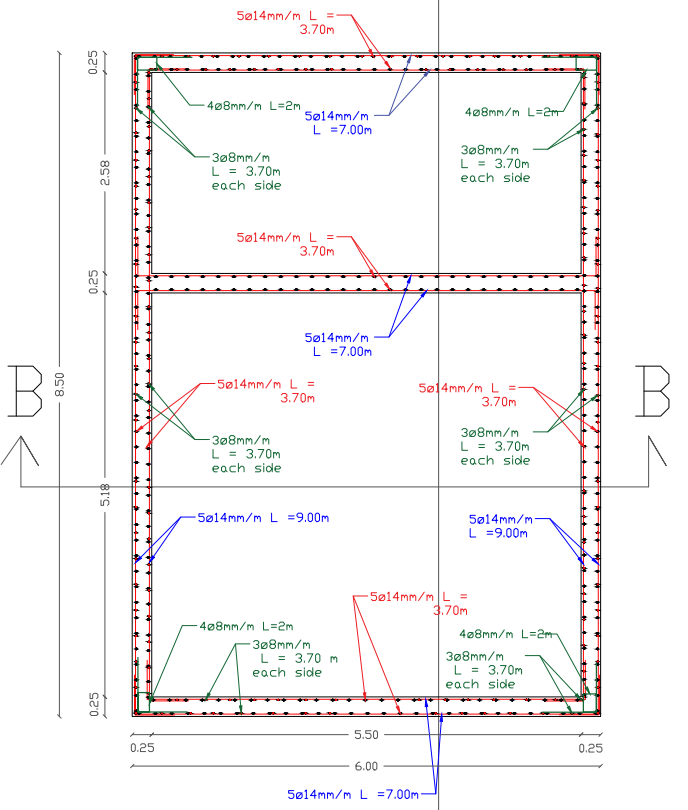 5ø14mm/m L =
3.70m
0.25
4ø8mm/m L=2m
5ø14mm/m
L =7.00m
4ø8mm/m L=2m
3ø8mm/m
L = 3.70m
each side
3ø8mm/m
L = 3.70m
each side
2.58
5ø14mm/m L =
3.70m
0.25
5ø14mm/m
L =7.00m
B
B
8.50
5ø14mm/m L =
3.70m
5ø14mm/m L =
3.70m
3ø8mm/m
L = 3.70m
each side
3ø8mm/m
L = 3.70m
each side
5.18
5ø14mm/m L =9.00m
5ø14mm/m
L =9.00m
5ø14mm/m L =
3.70m
4ø8mm/m L=2m
3ø8mm/m
L = 3.70 m
each side
4ø8mm/m L=2m
3ø8mm/m
L = 3.70m
each side
0.25
5.50
0.25
0.25
6.00
5ø14mm/m L =7.00m